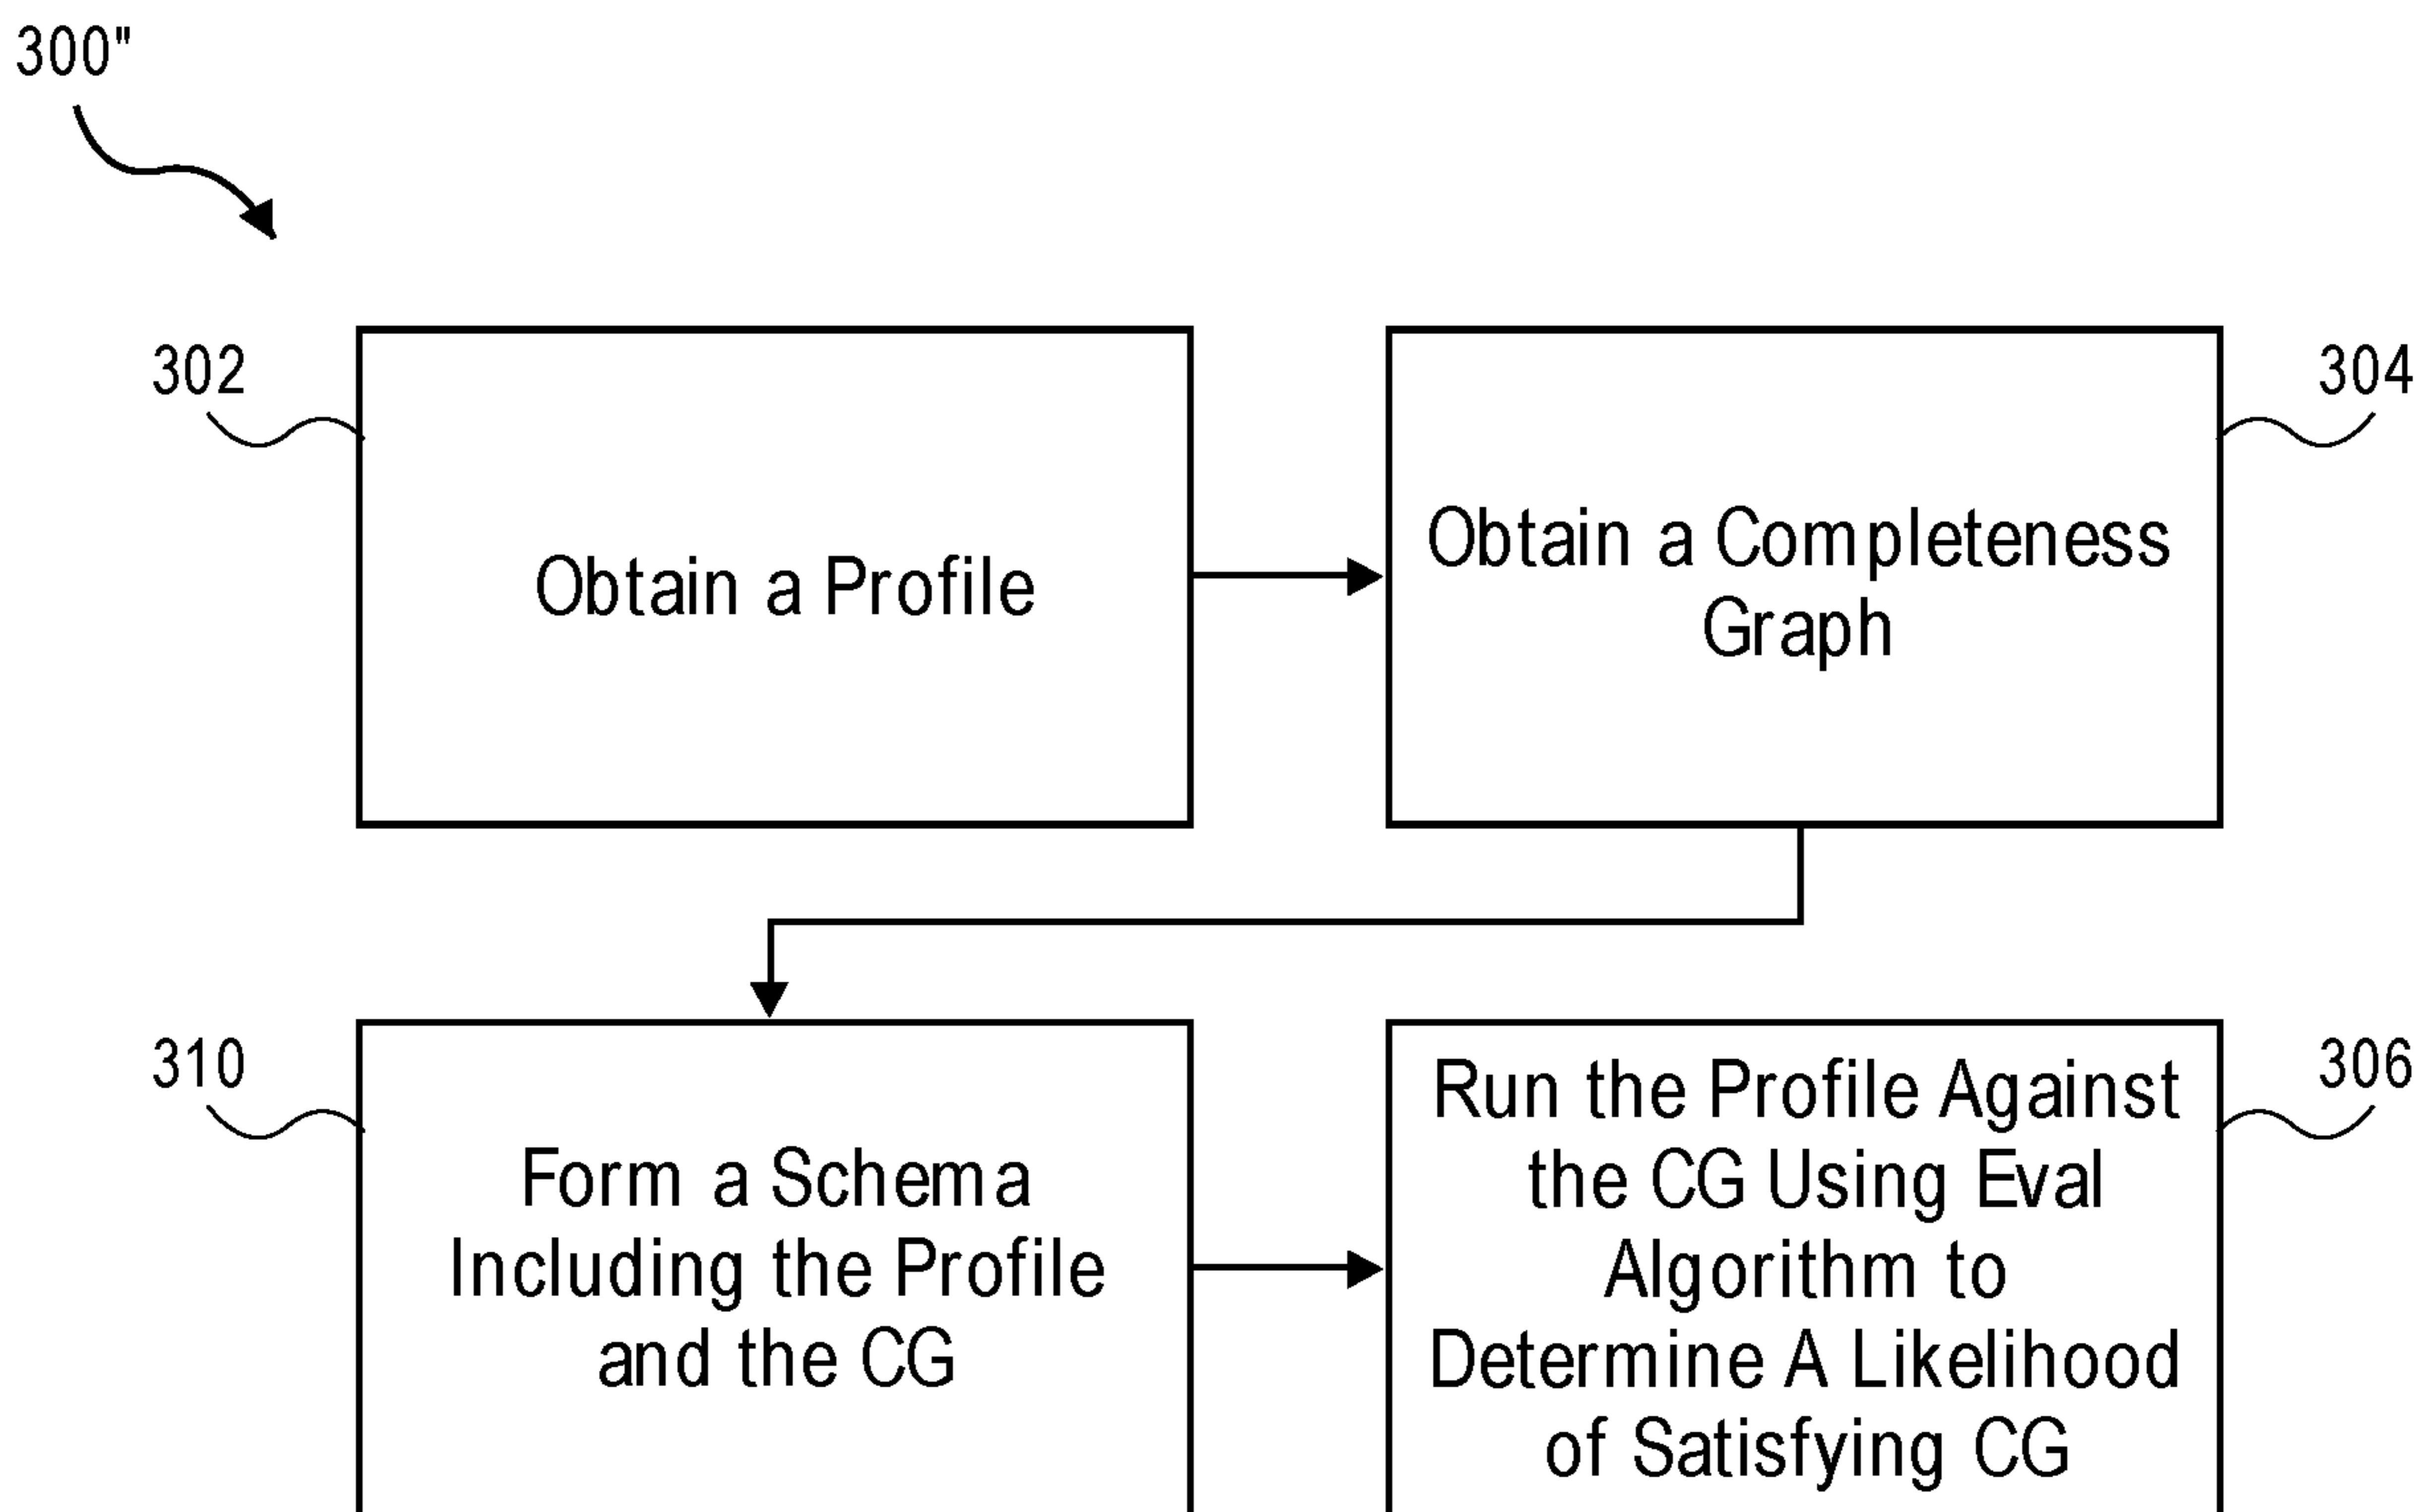 300"
302
Obtain a Profile
304
Obtain a Completeness
Graph
310
Form a Schema
Including the Profile
and the CG
306
Run the Profile Against
the CG Using Eval
Algorithm to
Determine A Likelihood
of Satisfying CG